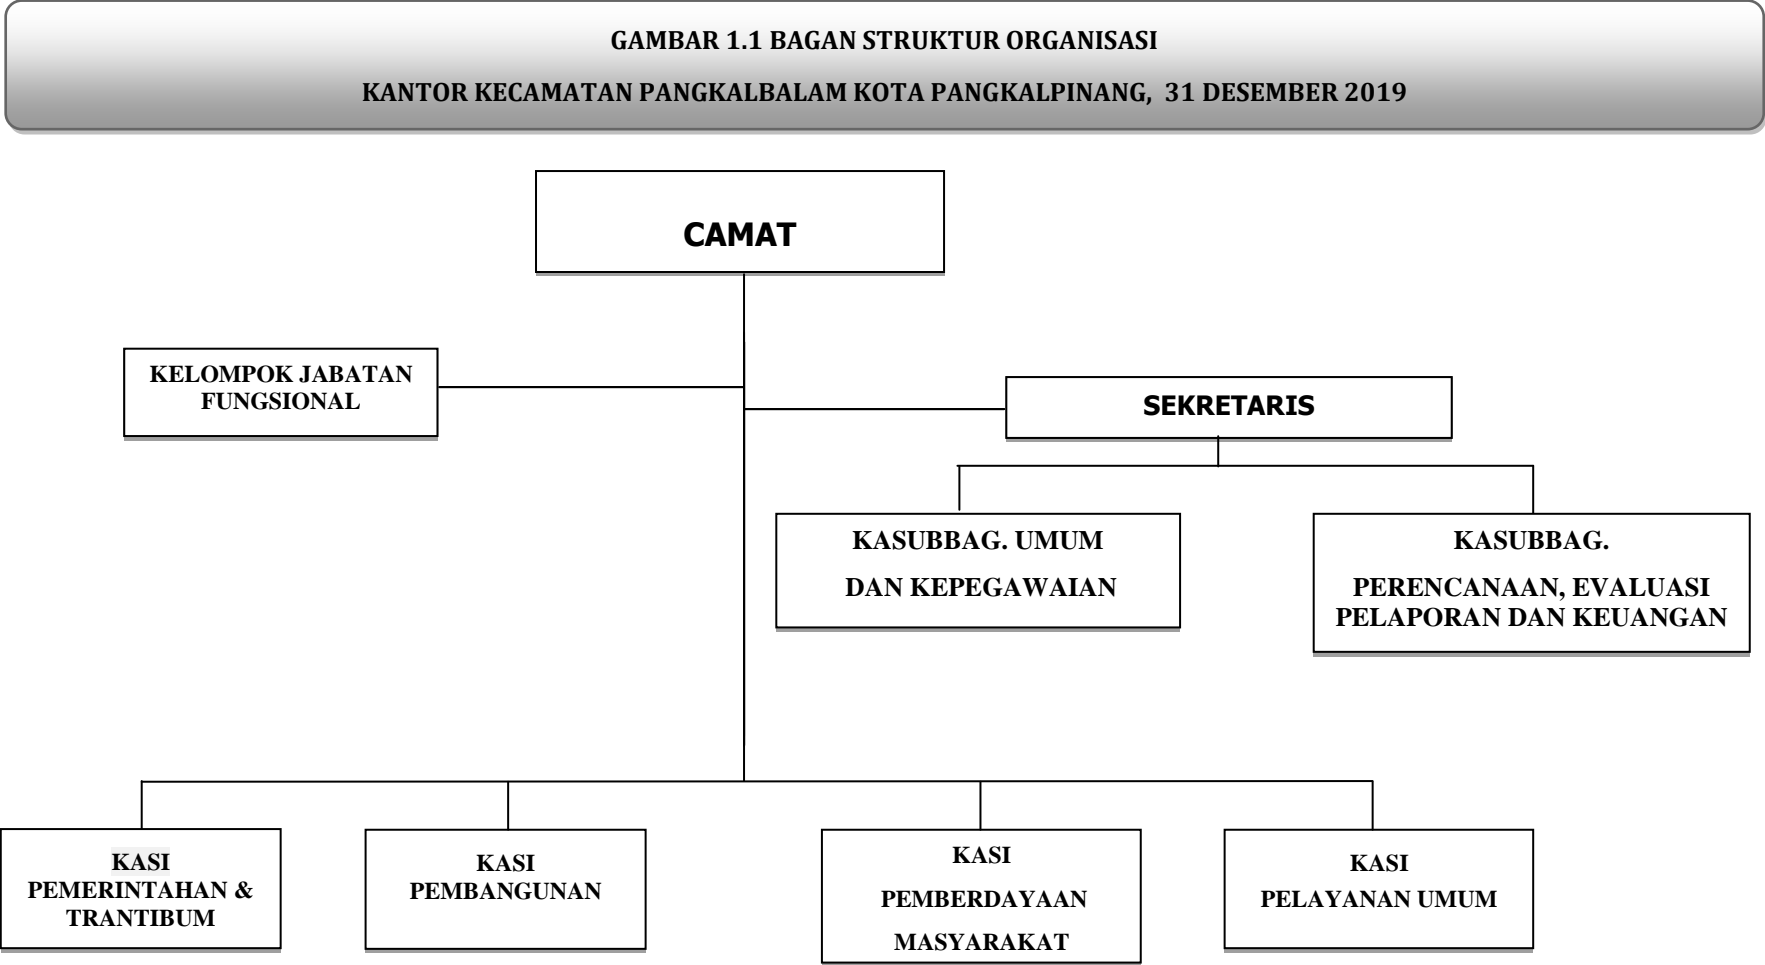 GAMBAR 1.1 BAGAN STRUKTUR ORGANISASI
KANTOR KECAMATAN PANGKALBALAM KOTA PANGKALPINANG, 31 DESEMBER 2019
CAMAT
KELOMPOK JABATAN
FUNGSIONAL
SEKRETARIS
KASUBBAG. UMUM
DAN KEPEGAWAIAN
KASUBBAG.
PERENCANAAN, EVALUASI
PELAPORAN DAN KEUANGAN
KASI
PEMERINTAHAN &
TRANTIBUM
KASI
PEMBANGUNAN
KASI
PEMBERDAYAAN
MASYARAKAT
KASI
PELAYANAN UMUM